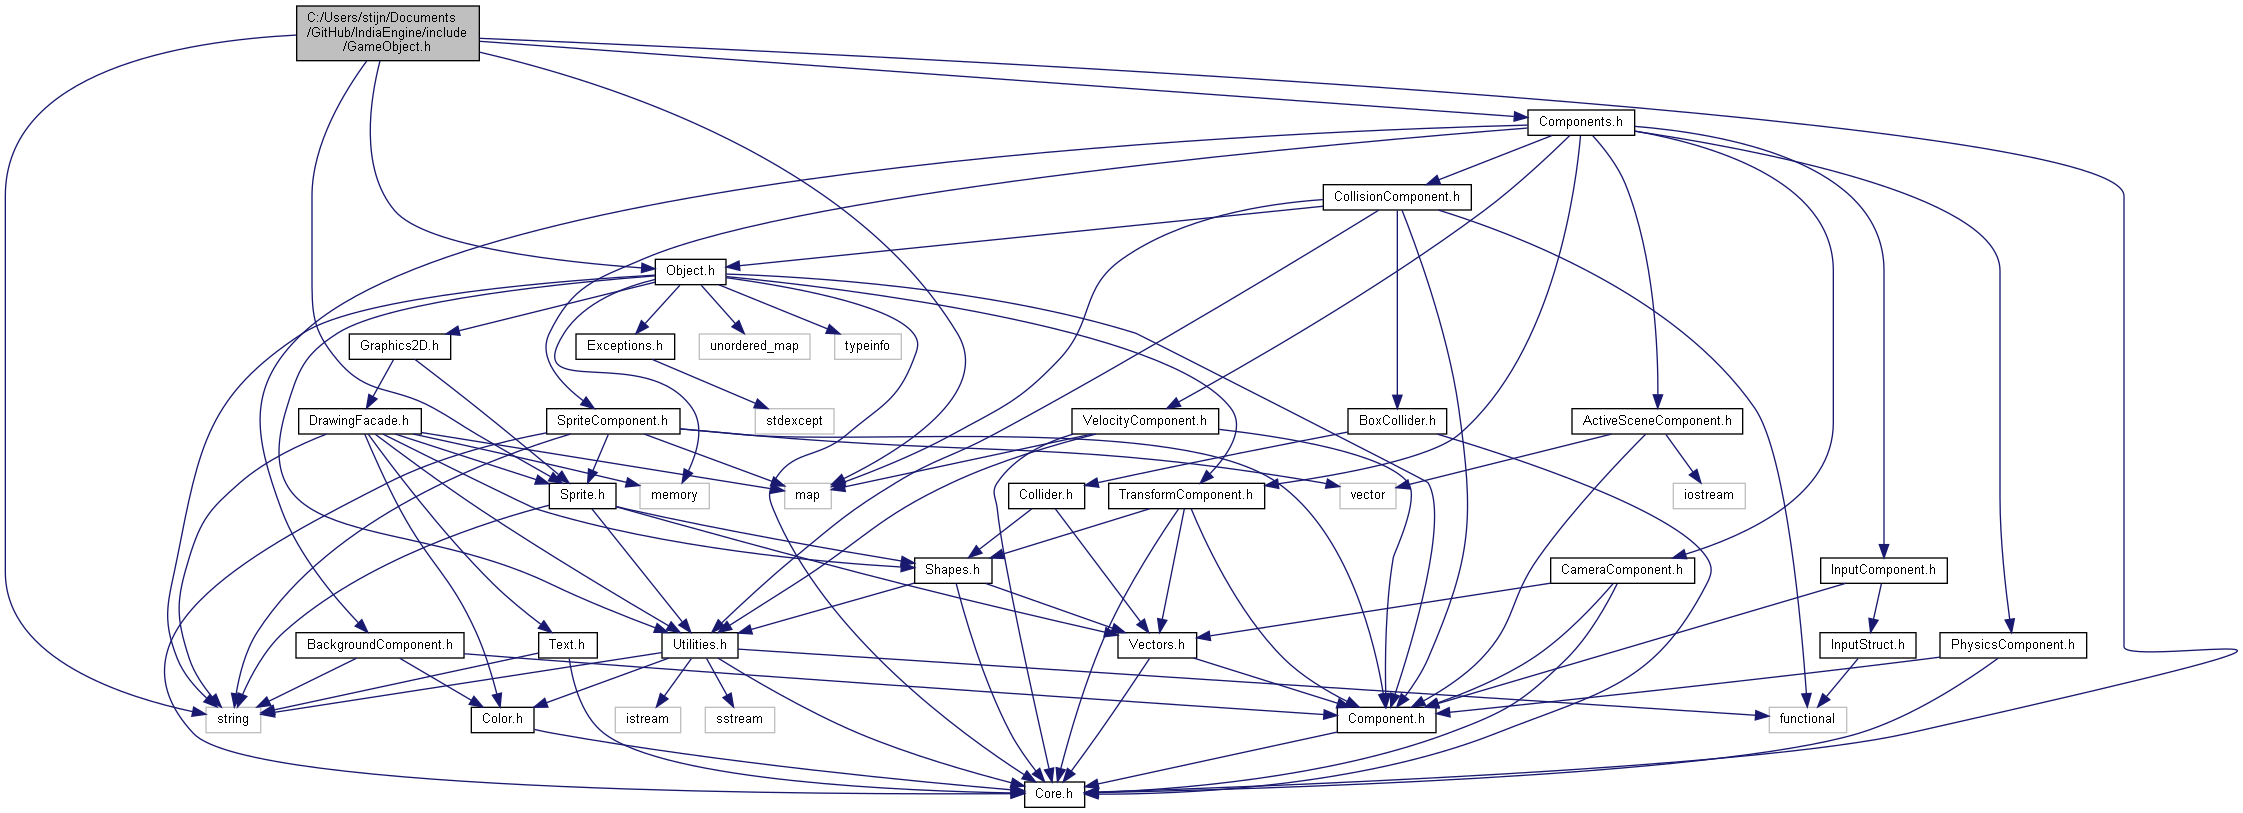 C:/Users/stijn/Documents
/GitHub/IndiaEngine/include
/GameObject.h
Components.h
CollisionComponent.h
Object.h
Graphics2D.h
Exceptions.h
unordered_map
typeinfo
DrawingFacade.h
SpriteComponent.h
stdexcept
VelocityComponent.h
BoxCollider.h
ActiveSceneComponent.h
Sprite.h
memory
map
Collider.h
TransformComponent.h
vector
iostream
Shapes.h
CameraComponent.h
InputComponent.h
BackgroundComponent.h
Text.h
Utilities.h
Vectors.h
InputStruct.h
PhysicsComponent.h
string
Color.h
istream
sstream
Component.h
functional
Core.h